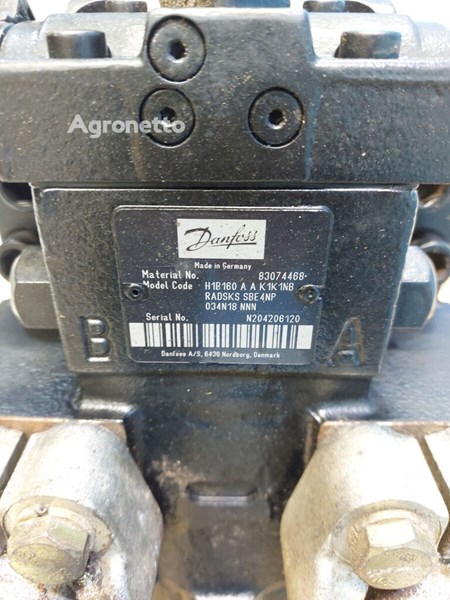 Agronetto
Danfoss
Made in Germany
Material No. 83074468
Model Code : H1B160 A A K1K1NB
RADSKS SBE4NP
034N18 NNN
Serial No. N204206120
B A
Danfoss A/S, 6430 Nordborg, Denmark